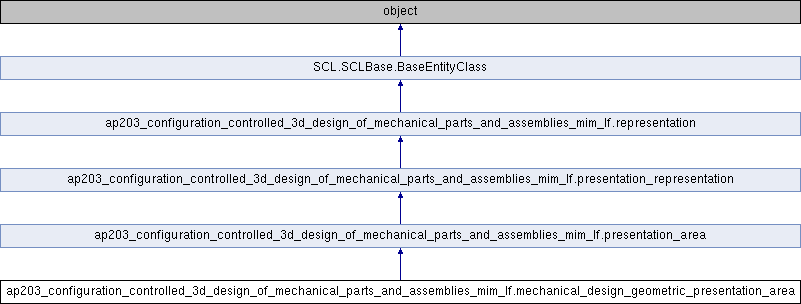 object
SCL.SCLBase.BaseEntityClass
ap203_configuration_controlled_3d_design_of_mechanical_parts_and_assemblies_mim_lf.representation
ap203_configuration_controlled_3d_design_of_mechanical_parts_and_assemblies_mim_lf.presentation_representation
ap203_configuration_controlled_3d_design_of_mechanical_parts_and_assemblies_mim_lf.presentation_area
ap203_configuration_controlled_3d_design_of_mechanical_parts_and_assemblies_mim_lf.mechanical_design_geometric_presentation_area